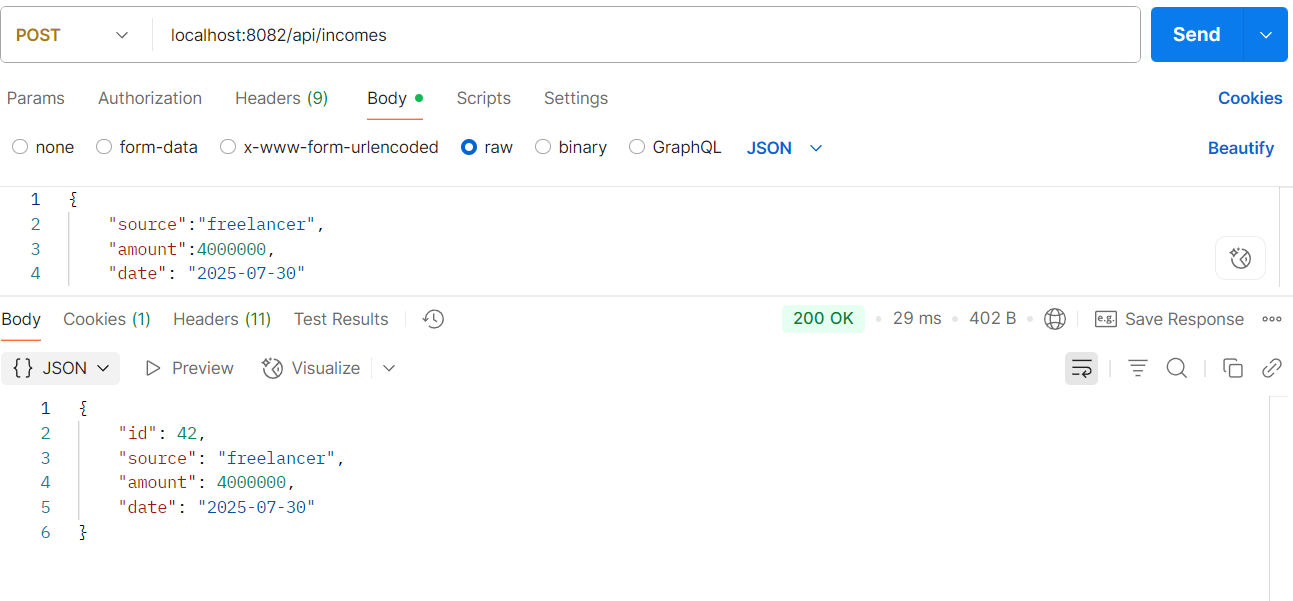 POST localhost:8082/api/incomes Send
Params Authorization Headers (9) Body Scripts Settings Cookies
none form-data x-www-form-urlencoded raw binary GraphQL JSON Beautify
1 {
2 "source":"freelancer",
3 "amount":4000000,
4 "date": "2025-07-30"
Body Cookies (1) Headers (11) Test Results 200 OK 29 ms 402 B e.g. Save Response
{} JSON Preview Visualize
1 {
2 "id": 42,
3 "source": "freelancer",
4 "amount": 4000000,
5 "date": "2025-07-30"
6 }